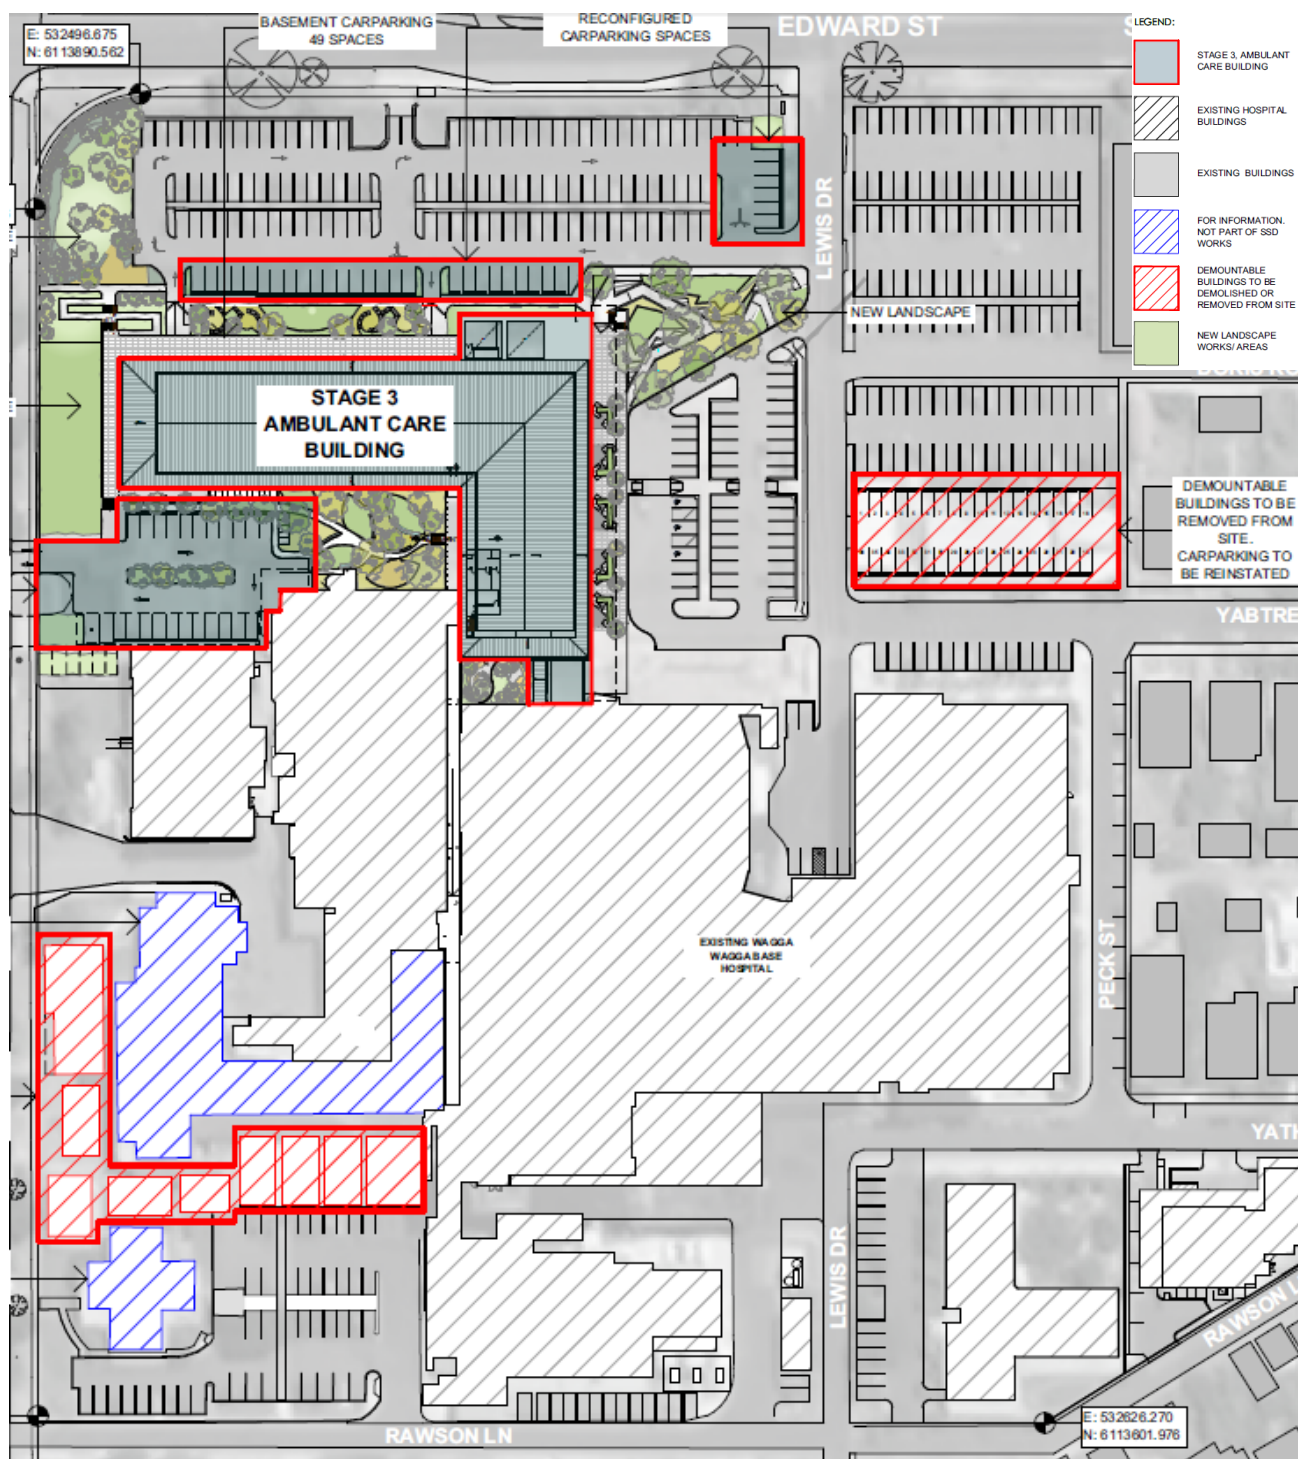 E: 532496.675
N: 6113890.562
BASEMENT CARPARKING
49 SPACES
RECONFIGURED
CARPARKING SPACES
EDWARD ST
LEGEND:
STAGE 3, AMBULANT
CARE BUILDING
EXISTING HOSPITAL
BUILDINGS
EXISTING BUILDINGS
FOR INFORMATION.
NOT PART OF SSD
WORKS
DEMOUNTABLE
BUILDINGS TO BE
DEMOLISHED OR
REMOVED FROM SITE
NEW LANDSCAPE
WORKS/ AREAS
LEWIS DR
NEW LANDSCAPE
STAGE 3
AMBULANT CARE
BUILDING
DEMOUNTABLE
BUILDINGS TO BE
REMOVED FROM
SITE.
CARPARKING TO
BE REINSTATED
YABTRE
EXISTING WAGGA
WAGGA BASE
HOSPITAL
PECK ST
YATH
LEWIS DR
RAWSON L
RAWSON LN
E: 532626.270
N: 6113601.976